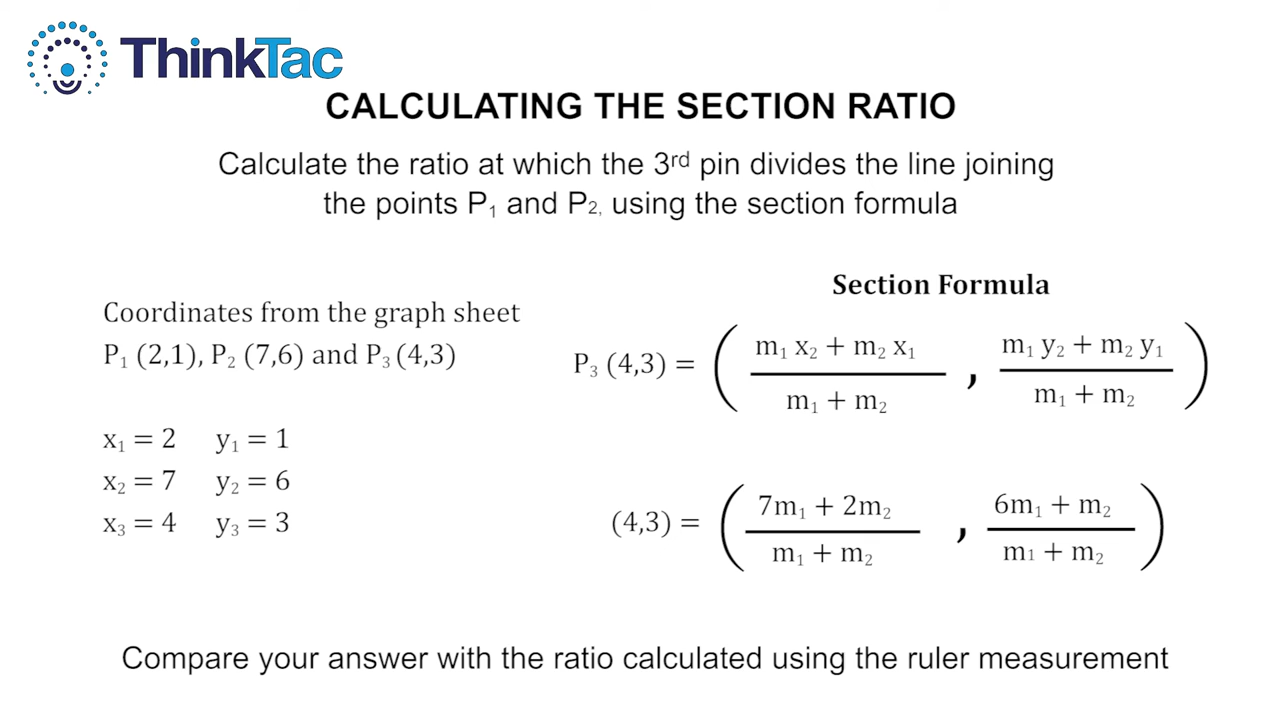 ThinkTac
CALCULATING THE SECTION RATIO
Calculate the ratio at which the 3rd pin divides the line joining
the points P₁ and P₂, using the section formula
Coordinates from the graph sheet
P₁ (2,1), P₂ (7,6) and P₃ (4,3)
x₁ = 2 y₁ = 1
x₂ = 7 y₂ = 6
x₃ = 4 y₃ = 3
Section Formula
P₃ (4,3) = ( m₁ x₂ + m₂ x₁ / m₁ + m₂ , m₁ y₂ + m₂ y₁ / m₁ + m₂ )
(4,3) = ( 7m₁ + 2m₂ / m₁ + m₂ , 6m₁ + m₂ / m1 + m₂ )
Compare your answer with the ratio calculated using the ruler measurement